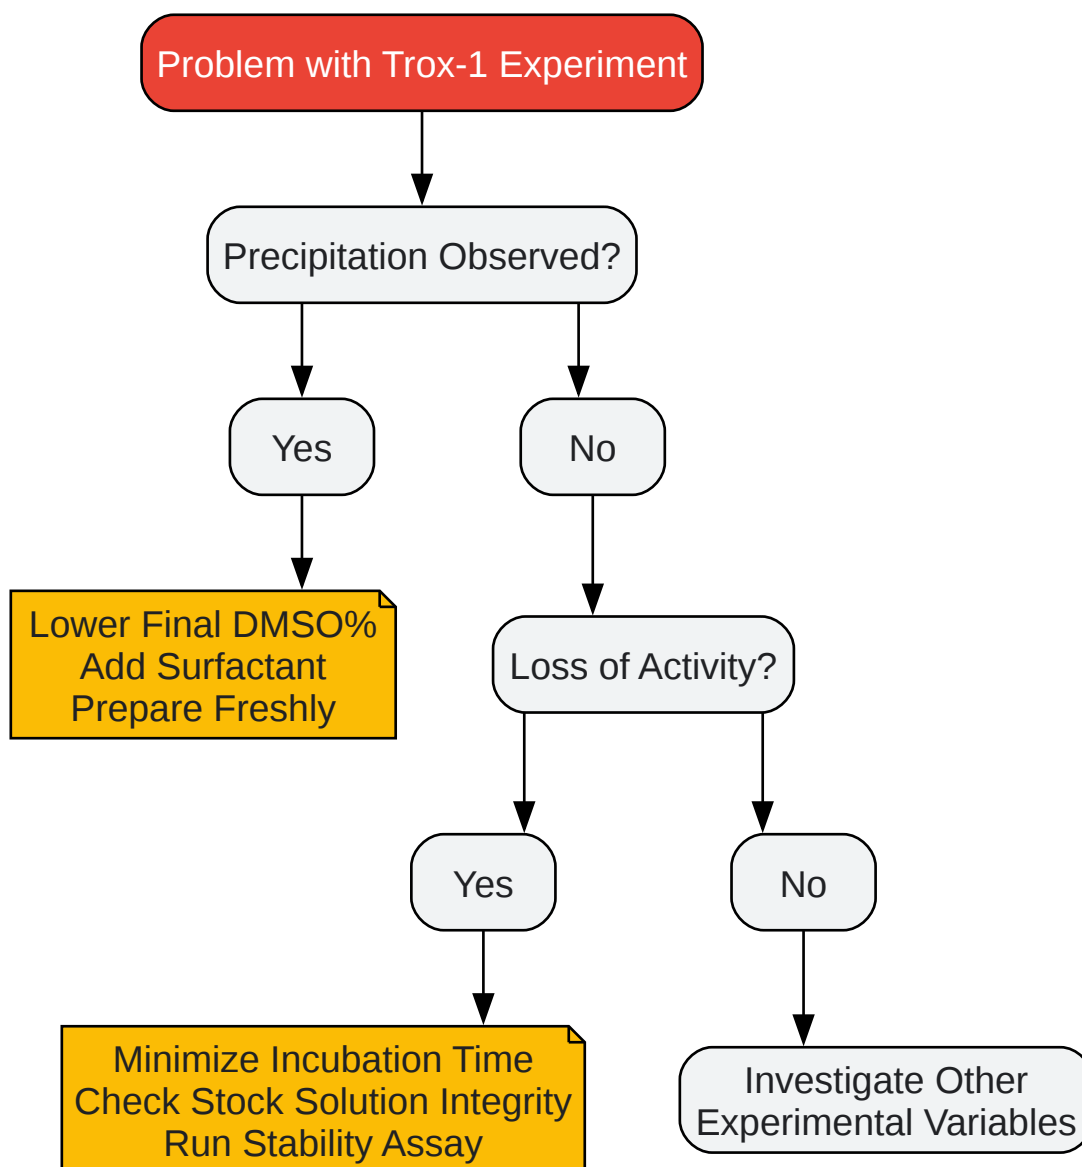 Problem with Trox-1 Experiment
Precipitation Observed?
Yes
No
Lower Final DMSO%
Add Surfactant
Prepare Freshly
Loss of Activity?
Yes
No
Minimize Incubation Time
Check Stock Solution Integrity
Run Stability Assay
Investigate Other
Experimental Variables